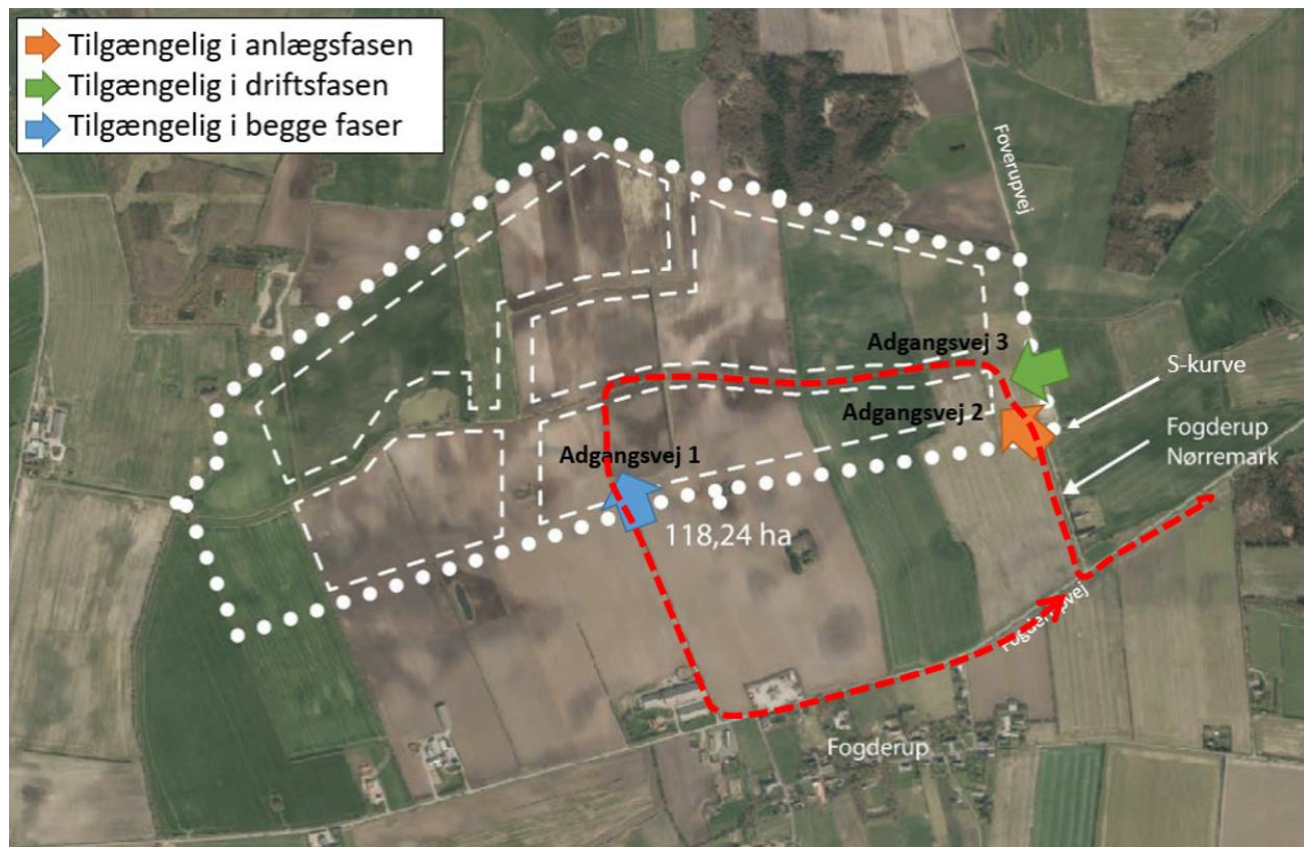 Tilgængelig i anlægsfasen
Tilgængelig i driftsfasen
Tilgængelig i begge faser
Foverupvej
Adgangsvej 3
S-kurve
Adgangsvej 2
Fogderup
Nørremark
Adgangsvej 1
118,24 ha
Fogderupvej
Fogderup